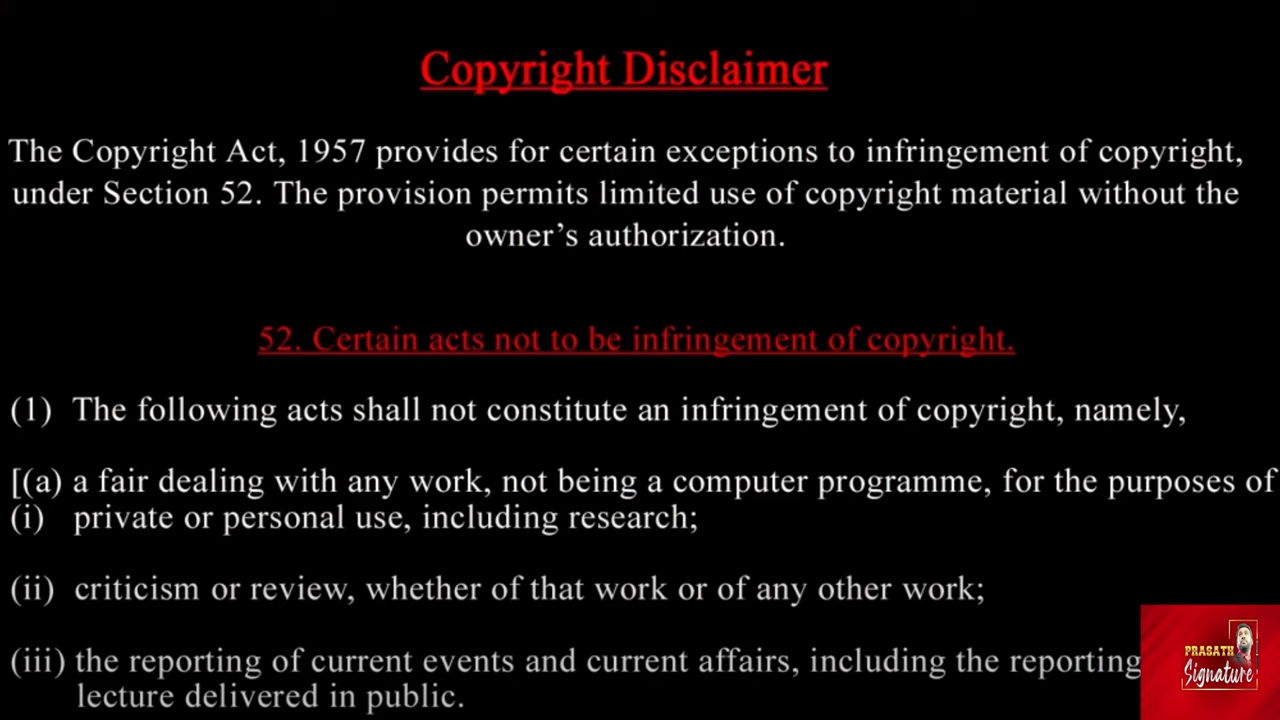 Copyright Disclaimer
The Copyright Act, 1957 provides for certain exceptions to infringement of copyright,
under Section 52. The provision permits limited use of copyright material without the
owner’s authorization.
52. Certain acts not to be infringement of copyright.
(1) The following acts shall not constitute an infringement of copyright, namely,
[(a) a fair dealing with any work, not being a computer programme, for the purposes of
(i) private or personal use, including research;
(ii) criticism or review, whether of that work or of any other work;
(iii) the reporting of current events and current affairs, including the reporting
lecture delivered in public.
PRASATH
Signature